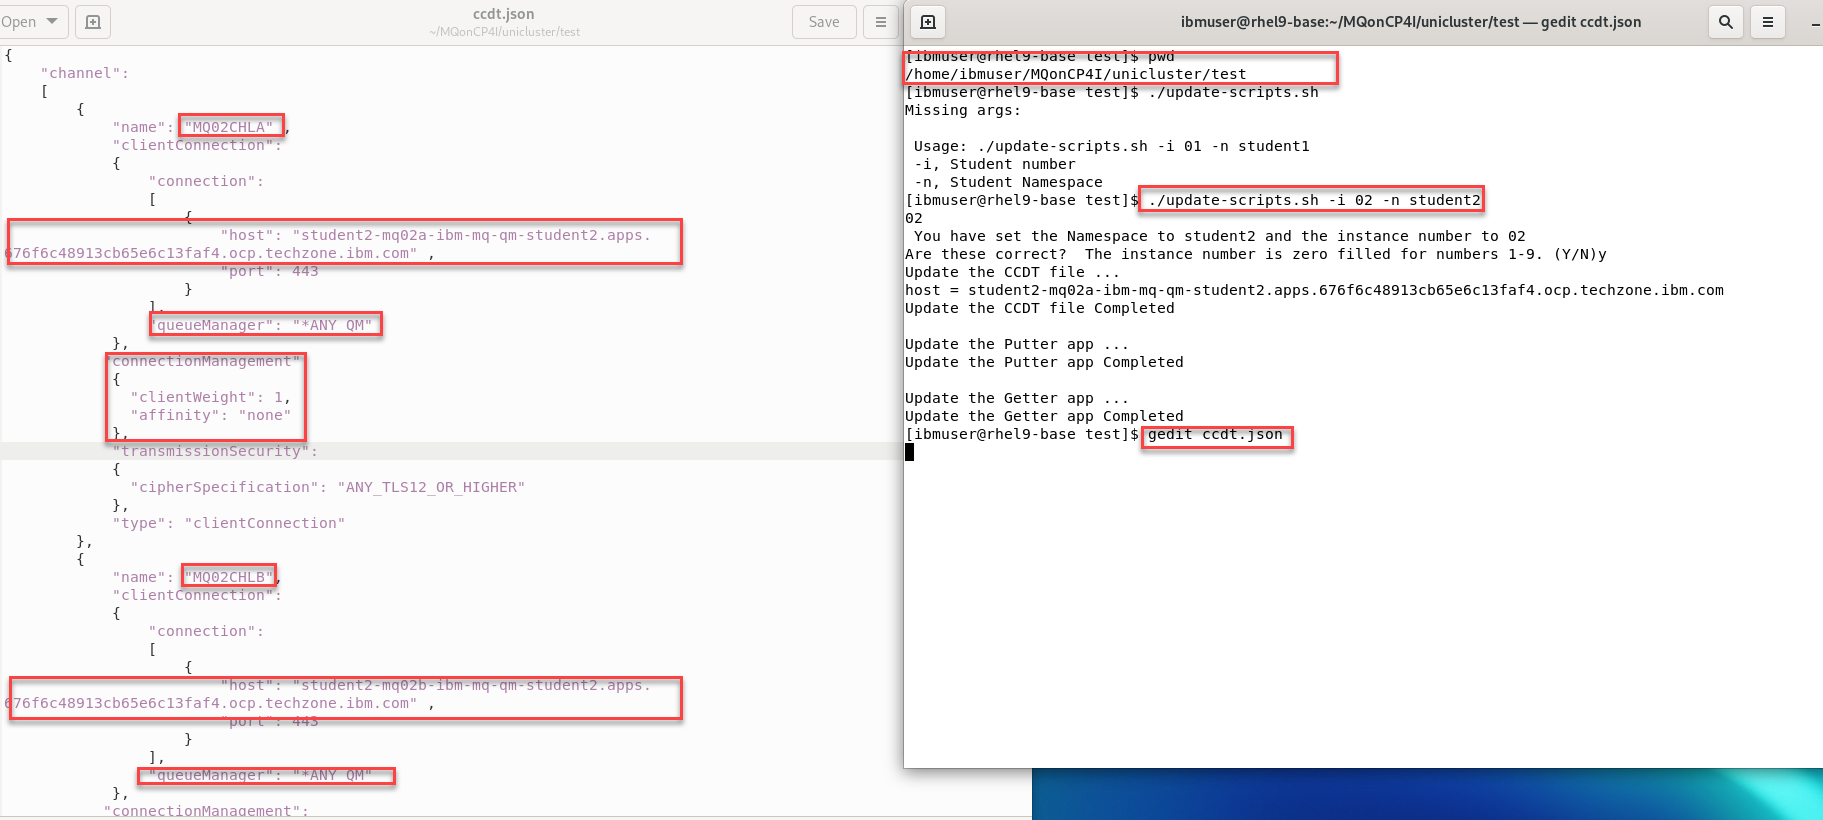 Open
ccdt.json
~/MQonCP4I/unicluster/test
Save
{
"channel":
[
{
"name": "MQ02CHLA" ,
"clientConnection":
{
"connection":
[
{
"host": "student2-mq02a-ibm-mq-qm-student2.apps.
676f6c48913cb65e6c13faf4.ocp.techzone.ibm.com" ,
"port": 443
}
],
"queueManager": "*ANY_QM"
},
"connectionManagement"
{
"clientWeight": 1,
"affinity": "none"
},
"transmissionSecurity":
{
"cipherSpecification": "ANY_TLS12_OR_HIGHER"
},
"type": "clientConnection"
},
{
"name": "MQ02CHLB",
"clientConnection":
{
"connection":
[
{
"host": "student2-mq02b-ibm-mq-qm-student2.apps.
676f6c48913cb65e6c13faf4.ocp.techzone.ibm.com" ,
"port": 443
}
],
"queueManager": "*ANY_QM"
},
"connectionManagement":
ibmuser@rhel9-base:~/MQonCP4I/unicluster/test — gedit ccdt.json
[ibmuser@rhel9-base test]$ pwd
/home/ibmuser/MQonCP4I/unicluster/test
[ibmuser@rhel9-base test]$ ./update-scripts.sh
Missing args:
Usage: ./update-scripts.sh -i 01 -n student1
-i, Student number
-n, Student Namespace
[ibmuser@rhel9-base test]$ ./update-scripts.sh -i 02 -n student2
02
You have set the Namespace to student2 and the instance number to 02
Are these correct?  The instance number is zero filled for numbers 1-9. (Y/N)y
Update the CCDT file ...
host = student2-mq02a-ibm-mq-qm-student2.apps.676f6c48913cb65e6c13faf4.ocp.techzone.ibm.com
Update the CCDT file Completed
Update the Putter app ...
Update the Putter app Completed
Update the Getter app ...
Update the Getter app Completed
[ibmuser@rhel9-base test]$ gedit ccdt.json